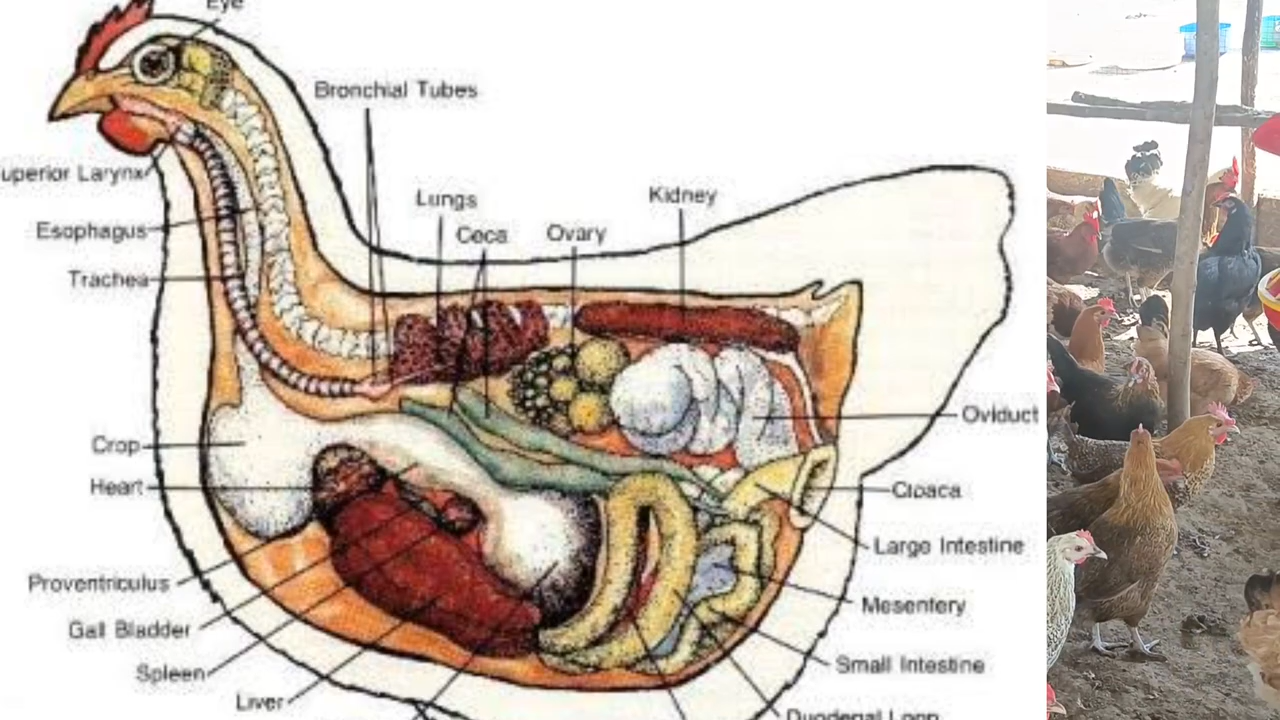 Eye
Bronchial Tubes
Superior Larynx
Lungs
Kidney
Esophagus
Ceca
Ovary
Trachea
Oviduct
Crop
Heart
Cloaca
Large Intestine
Proventriculus
Mesentery
Gall Bladder
Spleen
Small Intestine
Liver
Duodenal Loop